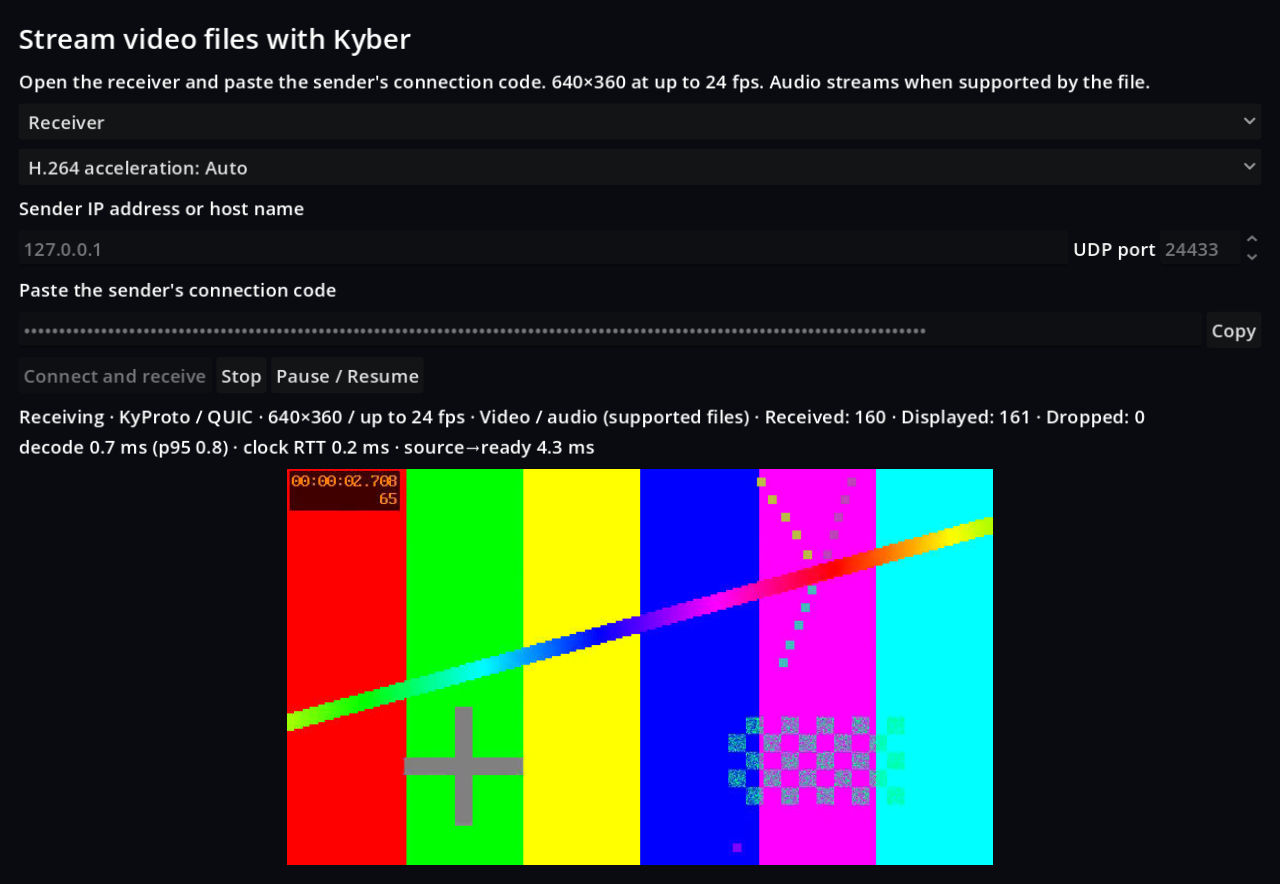 Stream video files with Kyber
Open the receiver and paste the sender's connection code. 640×360 at up to 24 fps. Audio streams when supported by the file.
Receiver
H.264 acceleration: Auto
Sender IP address or host name
127.0.0.1 UDP port 24433
Paste the sender's connection code
Copy
Connect and receive Stop Pause / Resume
Receiving · KyProto / QUIC · 640×360 / up to 24 fps · Video / audio (supported files) · Received: 160 · Displayed: 161 · Dropped: 0
decode 0.7 ms (p95 0.8) · clock RTT 0.2 ms · source→ready 4.3 ms
00:00:02.708
65